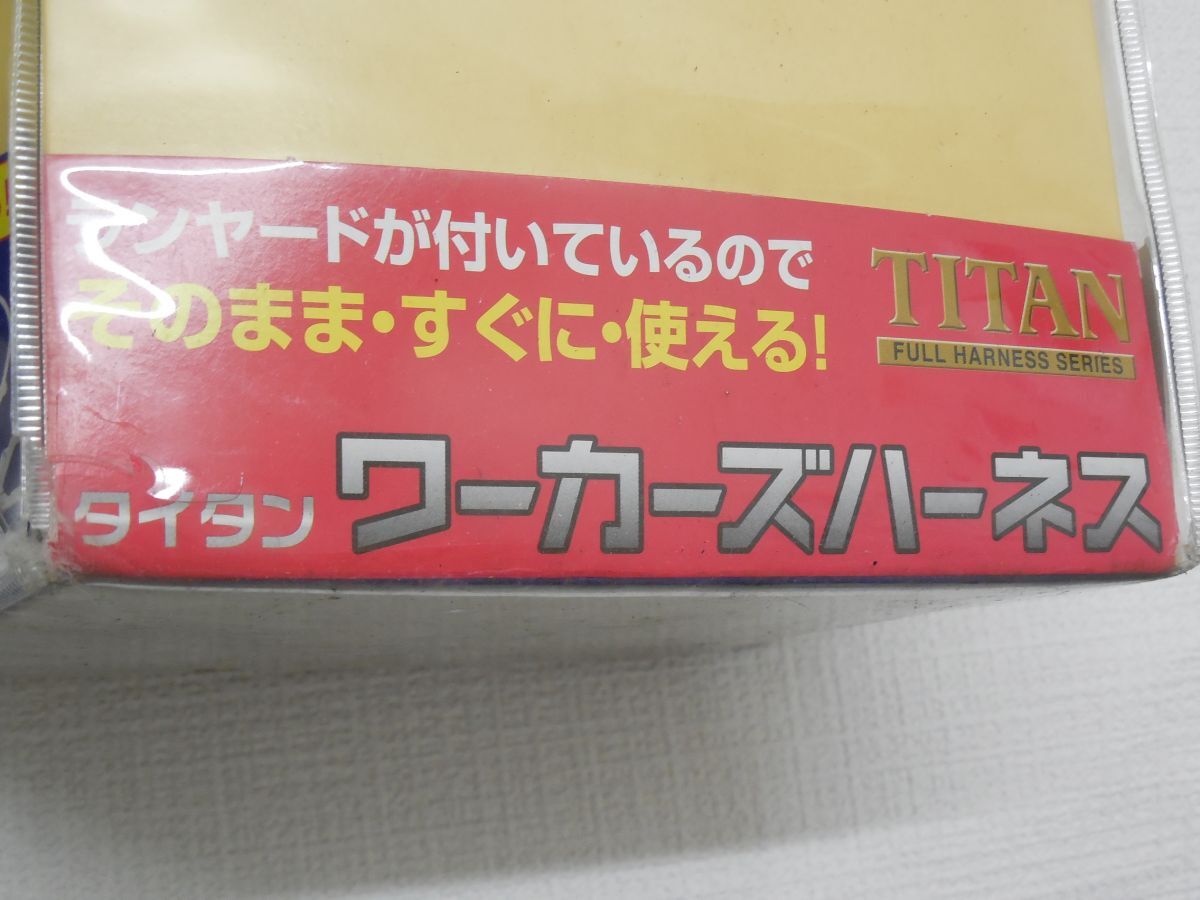 ランヤードが付いているので
そのまま・すぐに・使える!
TITAN
FULL HARNESS SERIES
タイタン ワーカーズハーネス